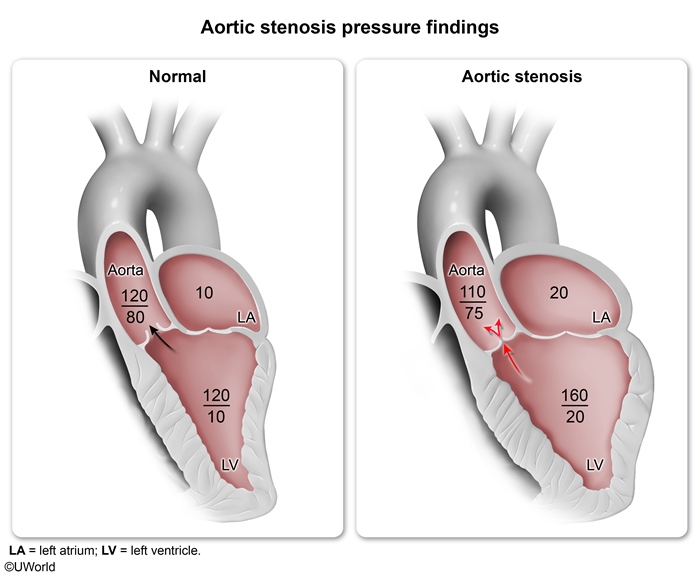 Aortic stenosis pressure findings
Normal
Aorta
120
80
10
LA
120
10
LV
Aortic stenosis
Aorta
110
75
20
LA
160
20
LV
LA = left atrium; LV = left ventricle.
©UWorld